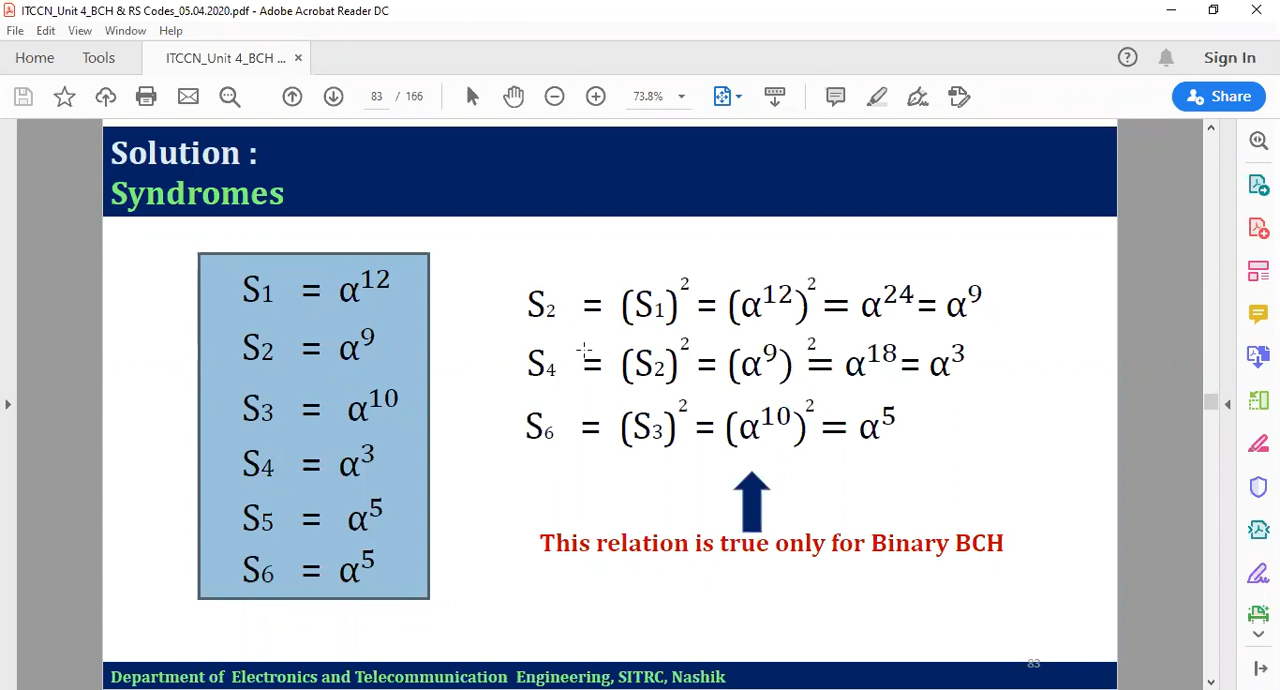 ITCCN_Unit 4_BCH & RS Codes_05.04.2020.pdf - Adobe Acrobat Reader DC
File Edit View Window Help
Home Tools ITCCN_Unit 4_BCH ... × Sign In
83 / 166 73.8% Share
Solution :
Syndromes
S₁ = α¹²
S₂ = α⁹
S₃ = α¹⁰
S₄ = α³
S₅ = α⁵
S₆ = α⁵
S₂ = (S₁)² = (α¹²)² = α²⁴ = α⁹
S₄ = (S₂)² = (α⁹)² = α¹⁸ = α³
S₆ = (S₃)² = (α¹⁰)² = α⁵
This relation is true only for Binary BCH
83
Department of Electronics and Telecommunication Engineering, SITRC, Nashik